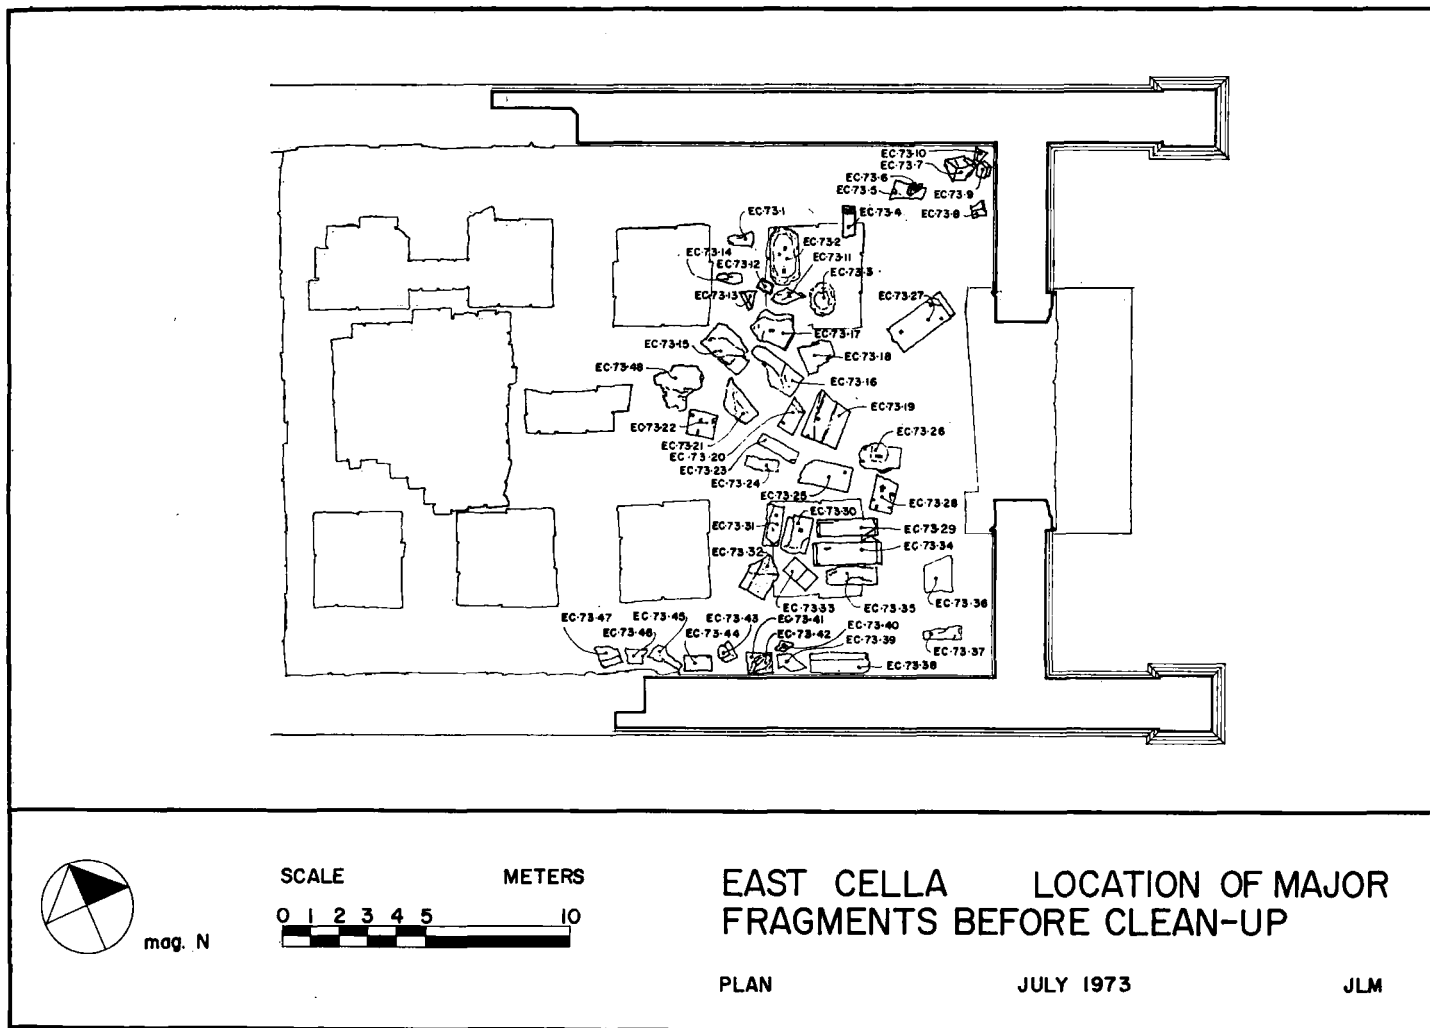 EC-73-10
EC-73-7
EC-73-6
EC-73-5
EC-73-9
EC-73-8
EC-73-4
EC-73-1
EC-73-2
EC-73-14
EC-73-12
EC-73-11
EC-73-3
EC-73-13
EC-73-27
EC-73-17
EC-73-15
EC-73-18
EC-73-48
EC-73-16
EC-73-19
EC-73-22
EC-73-26
EC-73-21
EC-73-20
EC-73-23
EC-73-24
EC-73-25
EC-73-28
EC-73-30
EC-73-31
EC-73-29
EC-73-34
EC-73-32
EC-73-33
EC-73-35
EC-73-36
EC-73-47
EC-73-45
EC-73-43
EC-73-41
EC-73-40
EC-73-46
EC-73-44
EC-73-42
EC-73-39
EC-73-37
EC-73-38
mag. N
SCALE METERS
0 1 2 3 4 5 10
EAST CELLA LOCATION OF MAJOR
FRAGMENTS BEFORE CLEAN-UP
PLAN JULY 1973 JLM